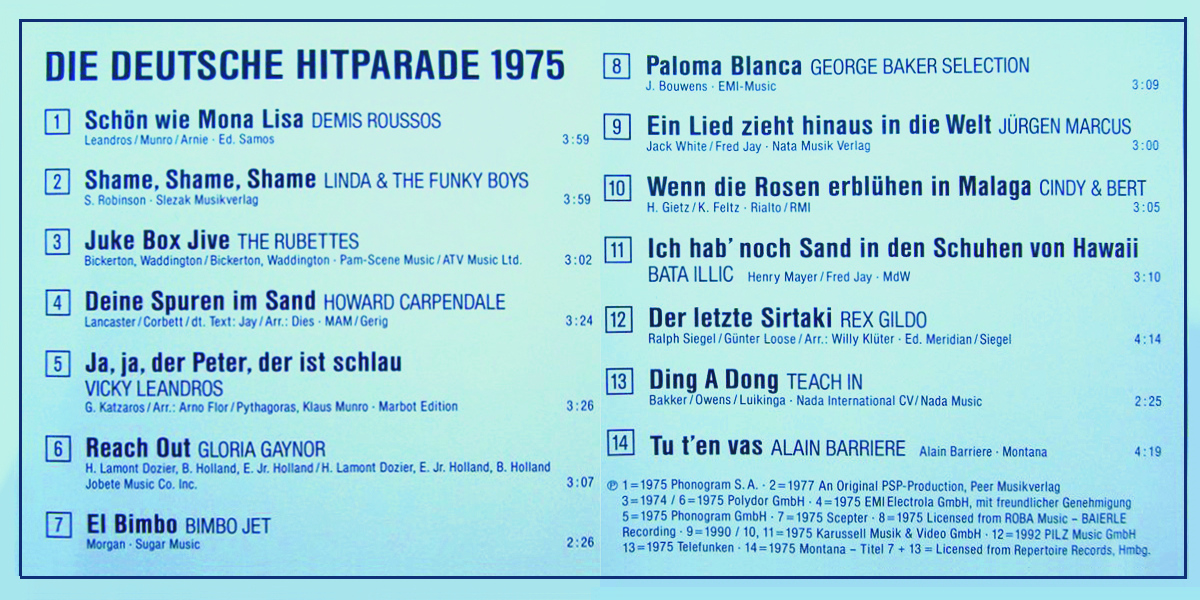 DIE DEUTSCHE HITPARADE 1975
1 Schön wie Mona Lisa DEMIS ROUSSOS
Leandros/Munro/Arnie · Ed. Samos 3:59
2 Shame, Shame, Shame LINDA & THE FUNKY BOYS
S. Robinson · Slezak Musikverlag 3:59
3 Juke Box Jive THE RUBETTES
Bickerton, Waddington/Bickerton, Waddington · Pam-Scene Music/ATV Music Ltd. 3:02
4 Deine Spuren im Sand HOWARD CARPENDALE
Lancaster/Corbett/dt. Text: Jay/Arr.: Dies · MAM/Gerig 3:24
5 Ja, ja, der Peter, der ist schlau
VICKY LEANDROS
G. Katzaros/Arr.: Arno Flor/Pythagoras, Klaus Munro · Marbot Edition 3:26
6 Reach Out GLORIA GAYNOR
H. Lamont Dozier, B. Holland, E. Jr. Holland/H. Lamont Dozier, E. Jr. Holland, B. Holland
Jobete Music Co. Inc. 3:07
7 El Bimbo BIMBO JET
Morgan · Sugar Music 2:26
8 Paloma Blanca GEORGE BAKER SELECTION
J. Bouwens · EMI-Music 3:09
9 Ein Lied zieht hinaus in die Welt JÜRGEN MARCUS
Jack White/Fred Jay · Nata Musik Verlag 3:00
10 Wenn die Rosen erblühen in Malaga CINDY & BERT
H. Gietz/K. Feltz · Rialto/RMI 3:05
11 Ich hab' noch Sand in den Schuhen von Hawaii
BATA ILLIC Henry Mayer/Fred Jay · MdW 3:10
12 Der letzte Sirtaki REX GILDO
Ralph Siegel/Günter Loose/Arr.: Willy Klüter · Ed. Meridian/Siegel 4:14
13 Ding A Dong TEACH IN
Bakker/Owens/Luikinga · Nada International CV/Nada Music 2:25
14 Tu t'en vas ALAIN BARRIERE Alain Barriere · Montana 4:19
℗ 1=1975 Phonogram S.A. · 2=1977 An Original PSP-Production, Peer Musikverlag
3=1974 / 6=1975 Polydor GmbH · 4=1975 EMI Electrola GmbH, mit freundlicher Genehmigung
5=1975 Phonogram GmbH · 7=1975 Scepter · 8=1975 Licensed from ROBA Music – BAIERLE
Recording · 9=1990 / 10, 11=1975 Karussell Musik & Video GmbH · 12=1992 PILZ Music GmbH
13=1975 Telefunken · 14=1975 Montana – Titel 7 + 13 = Licensed from Repertoire Records, Hmbg.